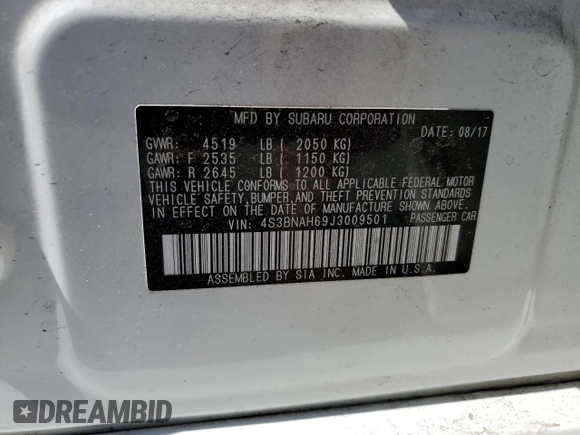 MFD BY SUBARU CORPORATION
DATE: 08/17
GVWR: 4519 LB ( 2050 KG)
GAWR: F 2535 LB ( 1150 KG)
GAWR: R 2645 LB ( 1200 KG)
THIS VEHICLE CONFORMS TO ALL APPLICABLE FEDERAL MOTOR
VEHICLE SAFETY,BUMPER,AND THEFT PREVENTION STANDARDS
IN EFFECT ON THE DATE OF MANUFACTURE SHOWN ABOVE.
VIN: 4S3BNAH69J3009501 PASSENGER CAR
ASSEMBLED BY SIA INC. MADE IN U.S.A.
DREAMBID